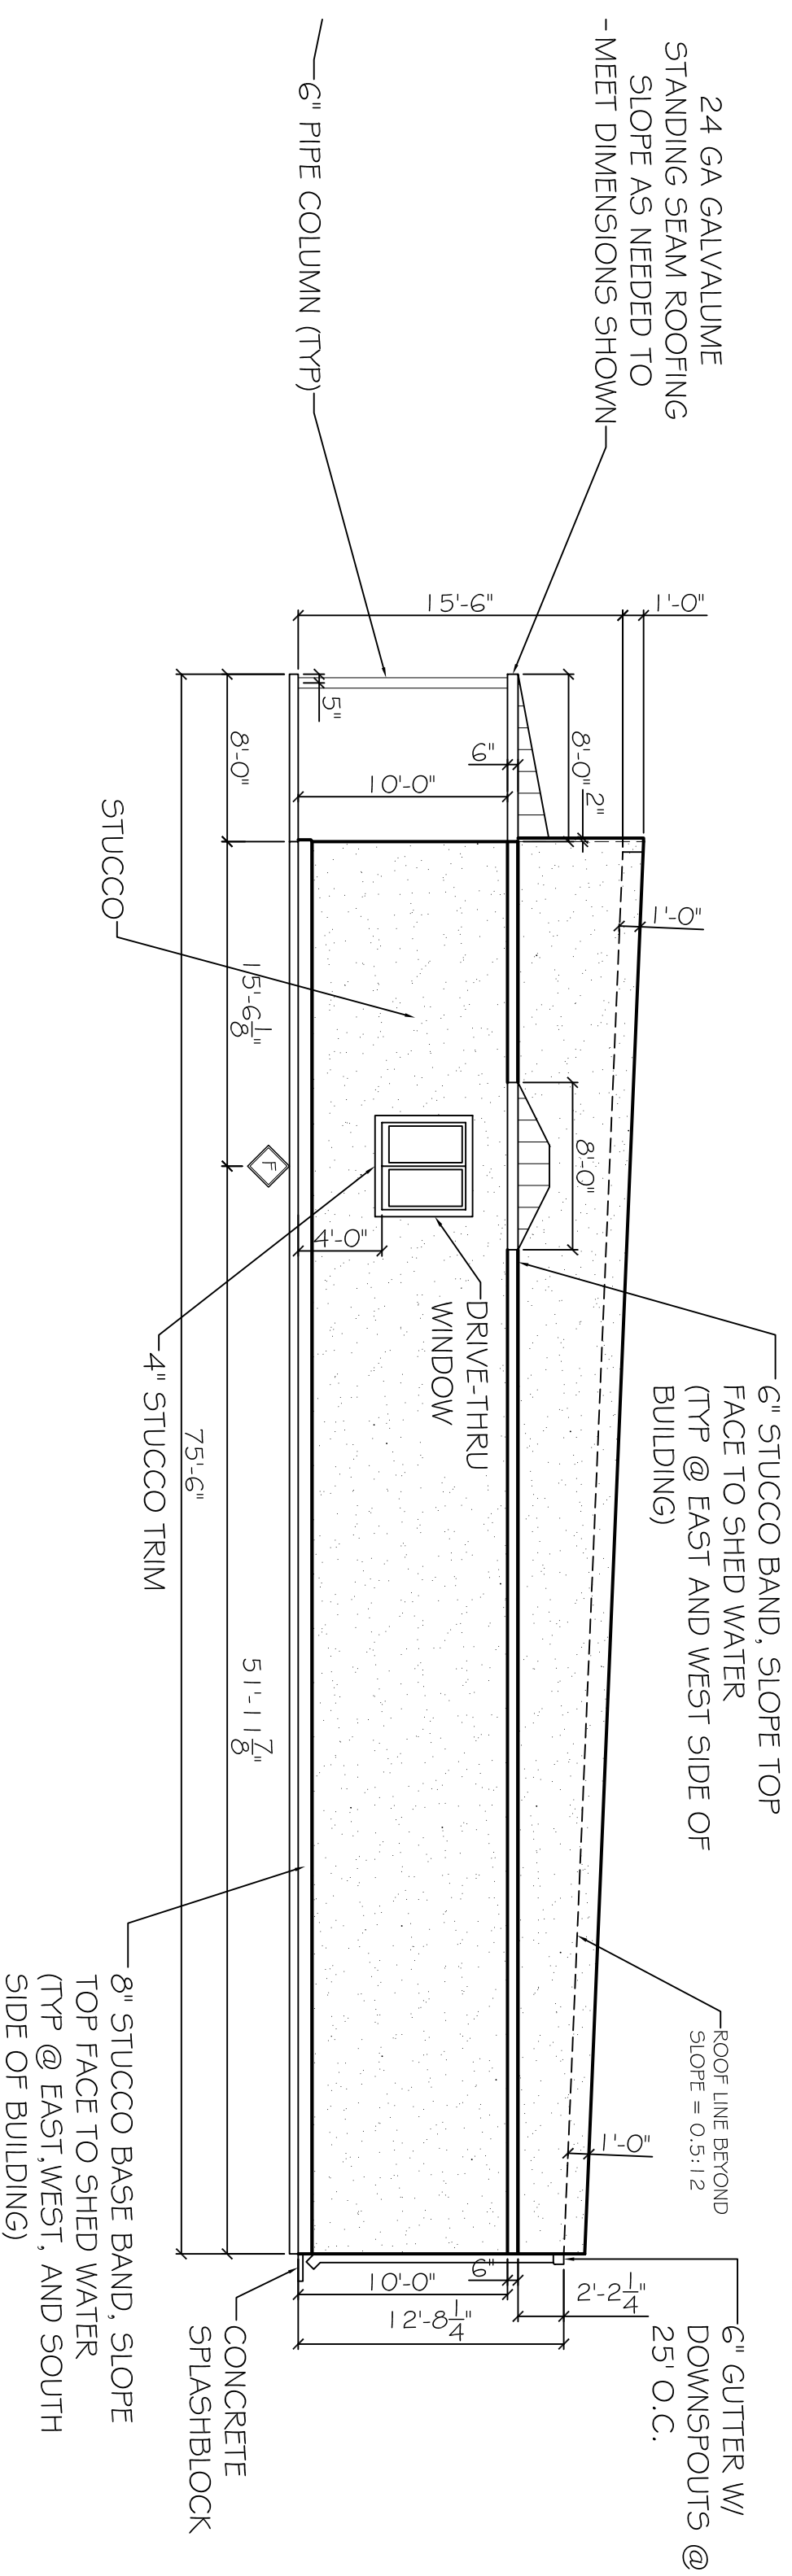 24 GA GALVALUME
STANDING SEAM ROOFING
SLOPE AS NEEDED TO
MEET DIMENSIONS SHOWN
6" PIPE COLUMN (TYP)
1'-0"
15'-6"
8'-0"
2"
6"
10'-0"
5"
8'-0"
STUCCO
1'-0"
15'-6 1/8"
8'-0"
4'-0"
F
DRIVE-THRU
WINDOW
4" STUCCO TRIM
6" STUCCO BAND, SLOPE TOP
FACE TO SHED WATER
(TYP @ EAST AND WEST SIDE OF
BUILDING)
75'-6"
51'-11 7/8"
ROOF LINE BEYOND
SLOPE = 0.5:12
1'-0"
8" STUCCO BASE BAND, SLOPE
TOP FACE TO SHED WATER
(TYP @ EAST,WEST, AND SOUTH
SIDE OF BUILDING)
6"
10'-0"
2'-2 1/4"
12'-8 1/4"
6" GUTTER W/
DOWNSPOUTS @
25' O.C.
CONCRETE
SPLASHBLOCK